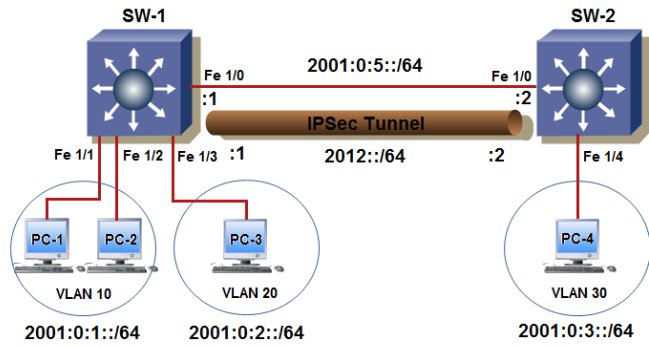 SW-1
SW-2
2001:0:5::/64
Fe 1/0
Fe 1/0
:1
:2
IPSec Tunnel
:1
2012::/64
:2
Fe 1/1
Fe 1/2
Fe 1/3
Fe 1/4
PC-1
PC-2
PC-3
PC-4
VLAN 10
VLAN 20
VLAN 30
2001:0:1::/64
2001:0:2::/64
2001:0:3::/64